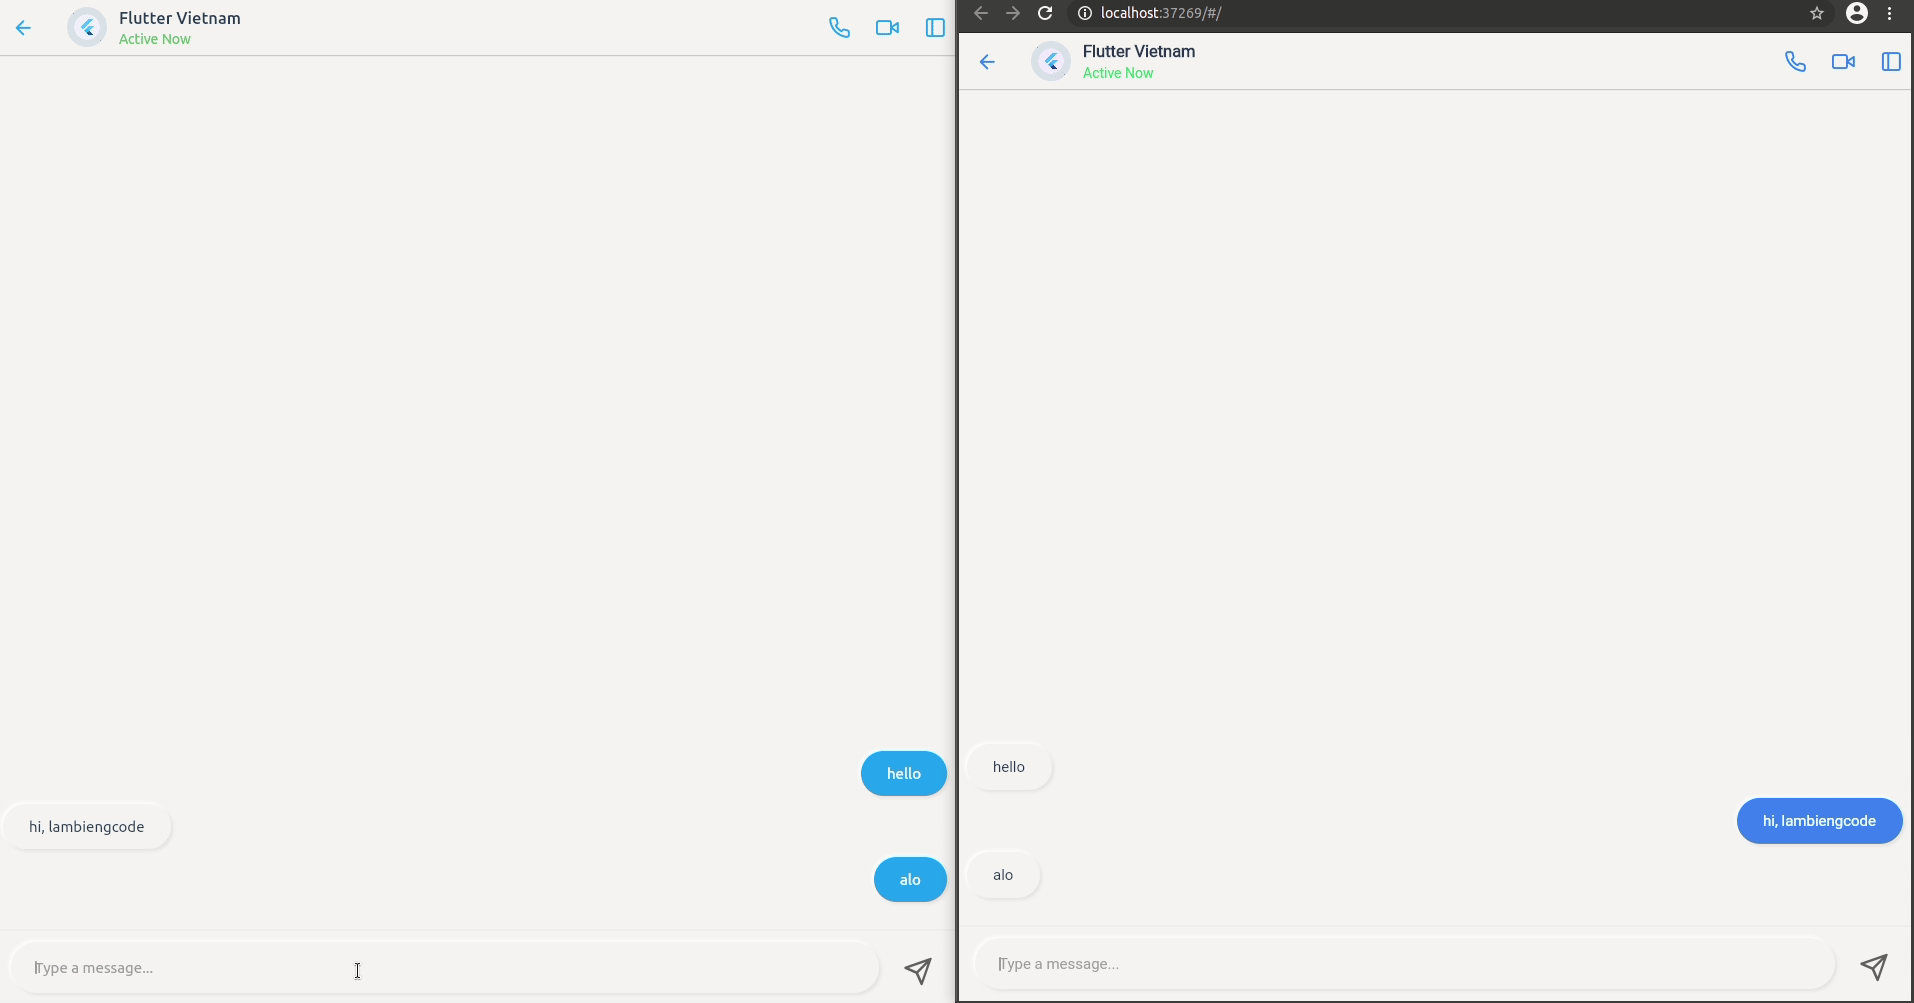 Flutter Vietnam
Active Now
hello
hi, lambiengcode
alo
Type a message...
localhost:37269/#/
Flutter Vietnam
Active Now
hello
hi, lambiengcode
alo
Type a message...